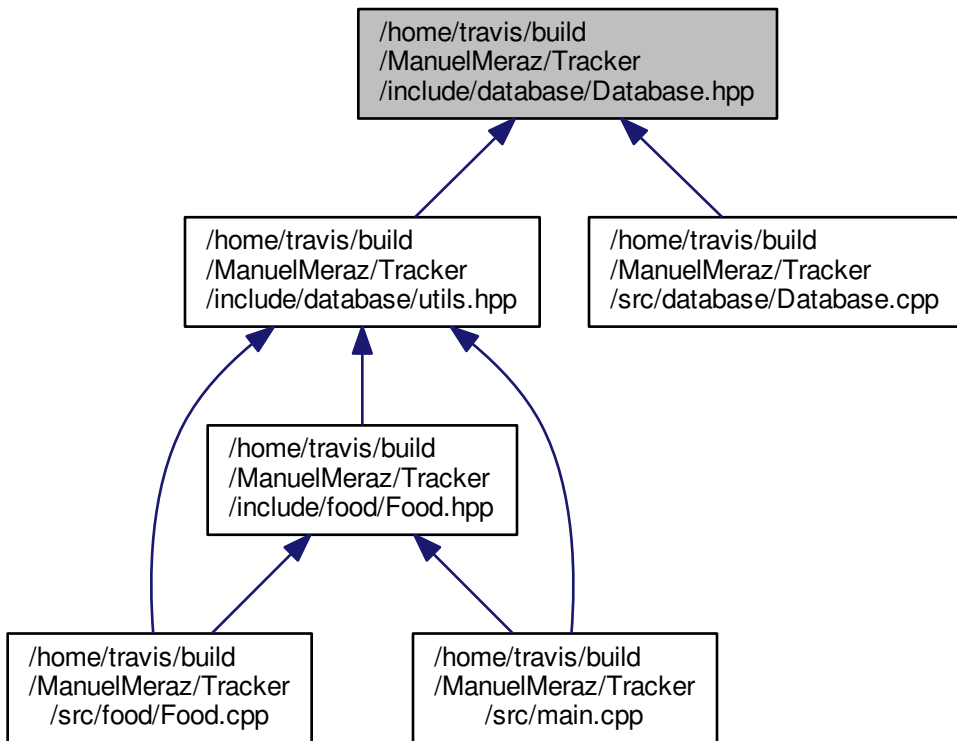 /home/travis/build
/ManuelMeraz/Tracker
/include/database/Database.hpp
/home/travis/build
/ManuelMeraz/Tracker
/include/database/utils.hpp
/home/travis/build
/ManuelMeraz/Tracker
/src/database/Database.cpp
/home/travis/build
/ManuelMeraz/Tracker
/include/food/Food.hpp
/home/travis/build
/ManuelMeraz/Tracker
/src/food/Food.cpp
/home/travis/build
/ManuelMeraz/Tracker
/src/main.cpp